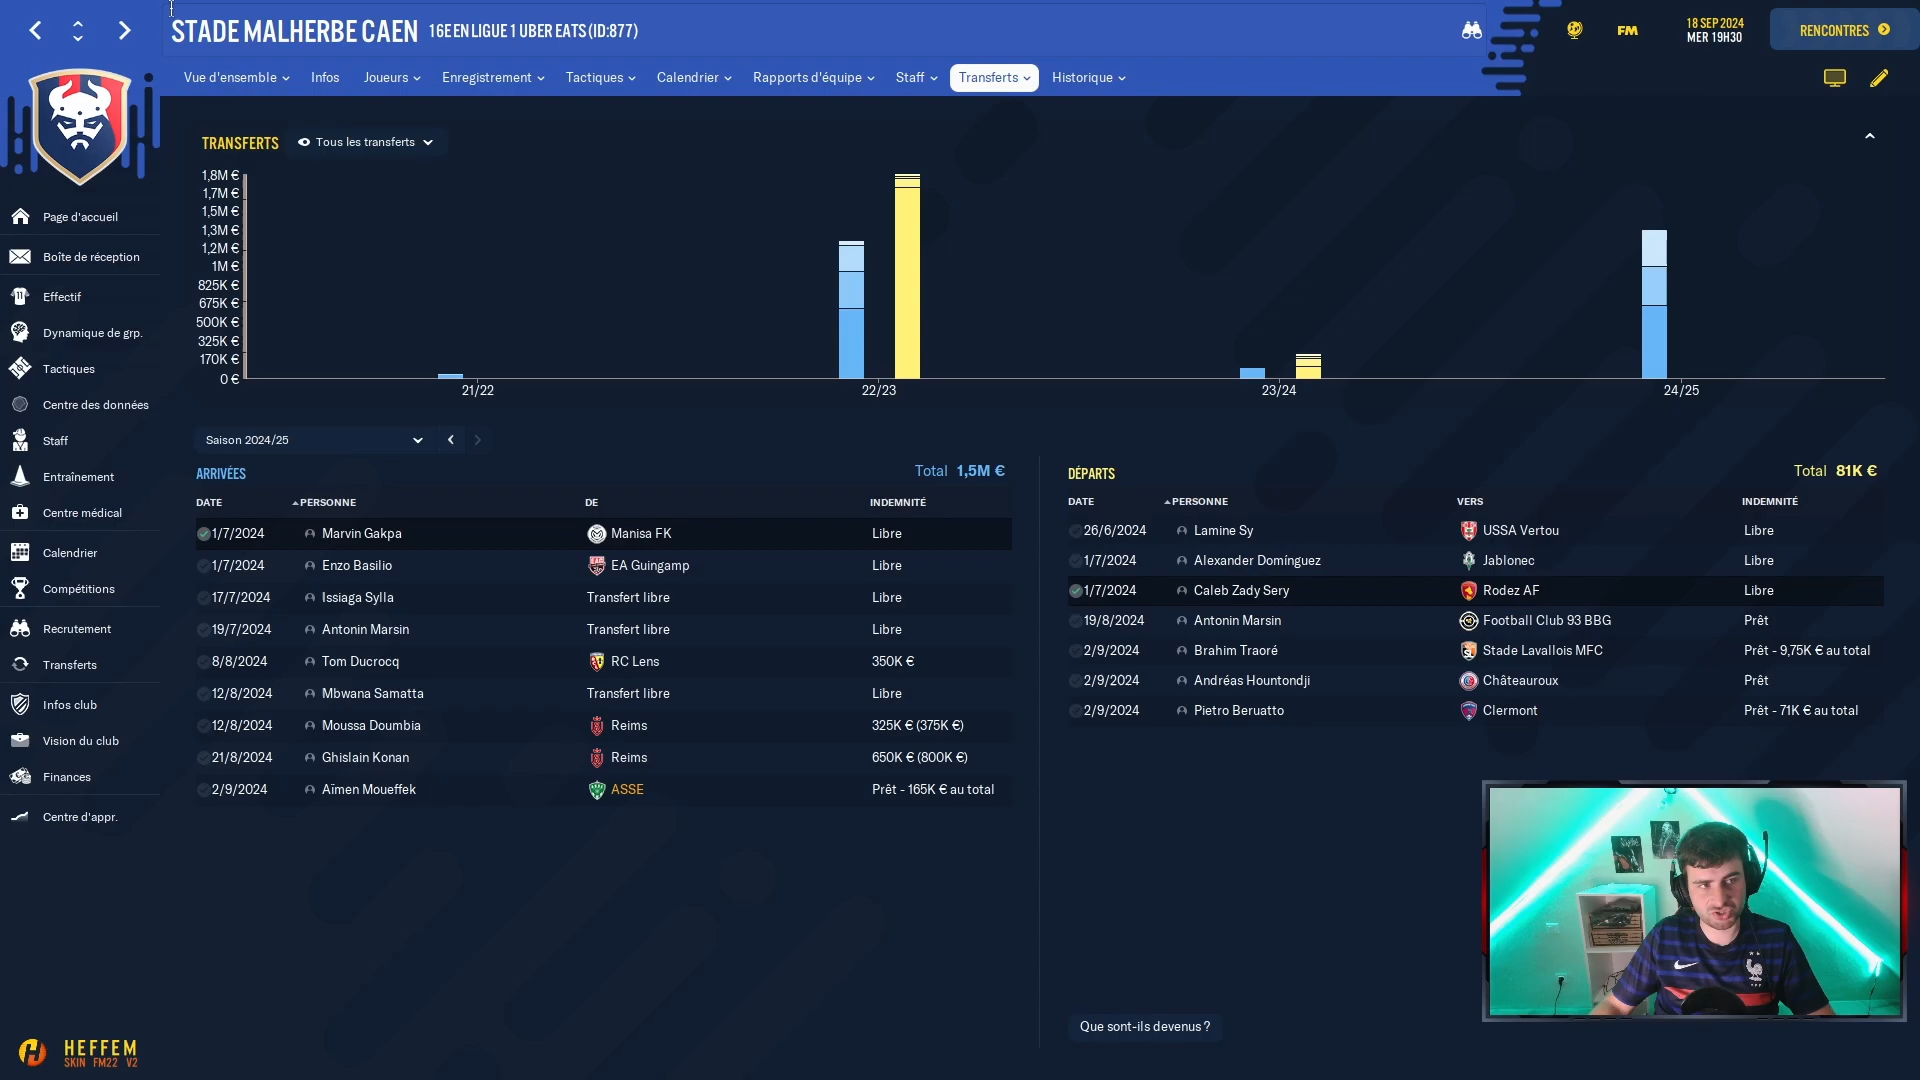 STADE MALHERBE CAEN 16E EN LIGUE 1 UBER EATS (ID:877)
FM
18 SEP 2024
MER 19H30
RENCONTRES
Vue d'ensemble Infos Joueurs Enregistrement Tactiques Calendrier Rapports d'équipe Staff Transferts Historique
Page d'accueil
Boîte de réception
Effectif
Dynamique de grp.
Tactiques
Centre des données
Staff
Entraînement
Centre médical
Calendrier
Compétitions
Recrutement
Transferts
Infos club
Vision du club
Finances
Centre d'appr.
HEFFEM
SKIN FM22 V2
TRANSFERTS Tous les transferts
1,8M €
1,7M €
1,5M €
1,3M €
1,2M €
1M €
825K €
675K €
500K €
325K €
170K €
0 €
21/22 22/23 23/24 24/25
Saison 2024/25
ARRIVÉES Total 1,5M €
DATE PERSONNE DE INDEMNITÉ
1/7/2024 Marvin Gakpa Manisa FK Libre
1/7/2024 Enzo Basilio EA Guingamp Libre
17/7/2024 Issiaga Sylla Transfert libre Libre
19/7/2024 Antonin Marsin Transfert libre Libre
8/8/2024 Tom Ducrocq RC Lens 350K €
12/8/2024 Mbwana Samatta Transfert libre Libre
12/8/2024 Moussa Doumbia Reims 325K € (375K €)
21/8/2024 Ghislain Konan Reims 650K € (800K €)
2/9/2024 Aïmen Moueffek ASSE Prêt - 165K € au total
DÉPARTS Total 81K €
DATE PERSONNE VERS INDEMNITÉ
26/6/2024 Lamine Sy USSA Vertou Libre
1/7/2024 Alexander Domínguez Jablonec Libre
1/7/2024 Caleb Zady Sery Rodez AF Libre
19/8/2024 Antonin Marsin Football Club 93 BBG Prêt
2/9/2024 Brahim Traoré Stade Lavallois MFC Prêt - 9,75K € au total
2/9/2024 Andréas Hountondji Châteauroux Prêt
2/9/2024 Pietro Beruatto Clermont Prêt - 71K € au total
Que sont-ils devenus ?